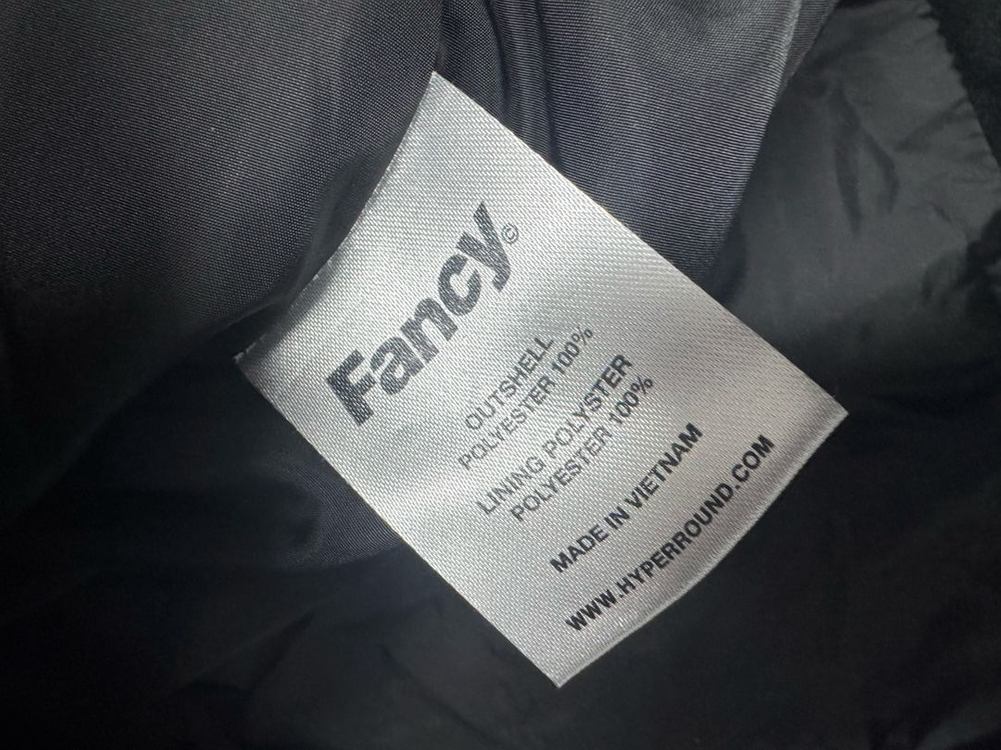 Fancy©
OUTSHELL
POLYESTER 100%
LINING POLYSTER
POLYESTER 100%
MADE IN VIETNAM
WWW.HYPERROUND.COM